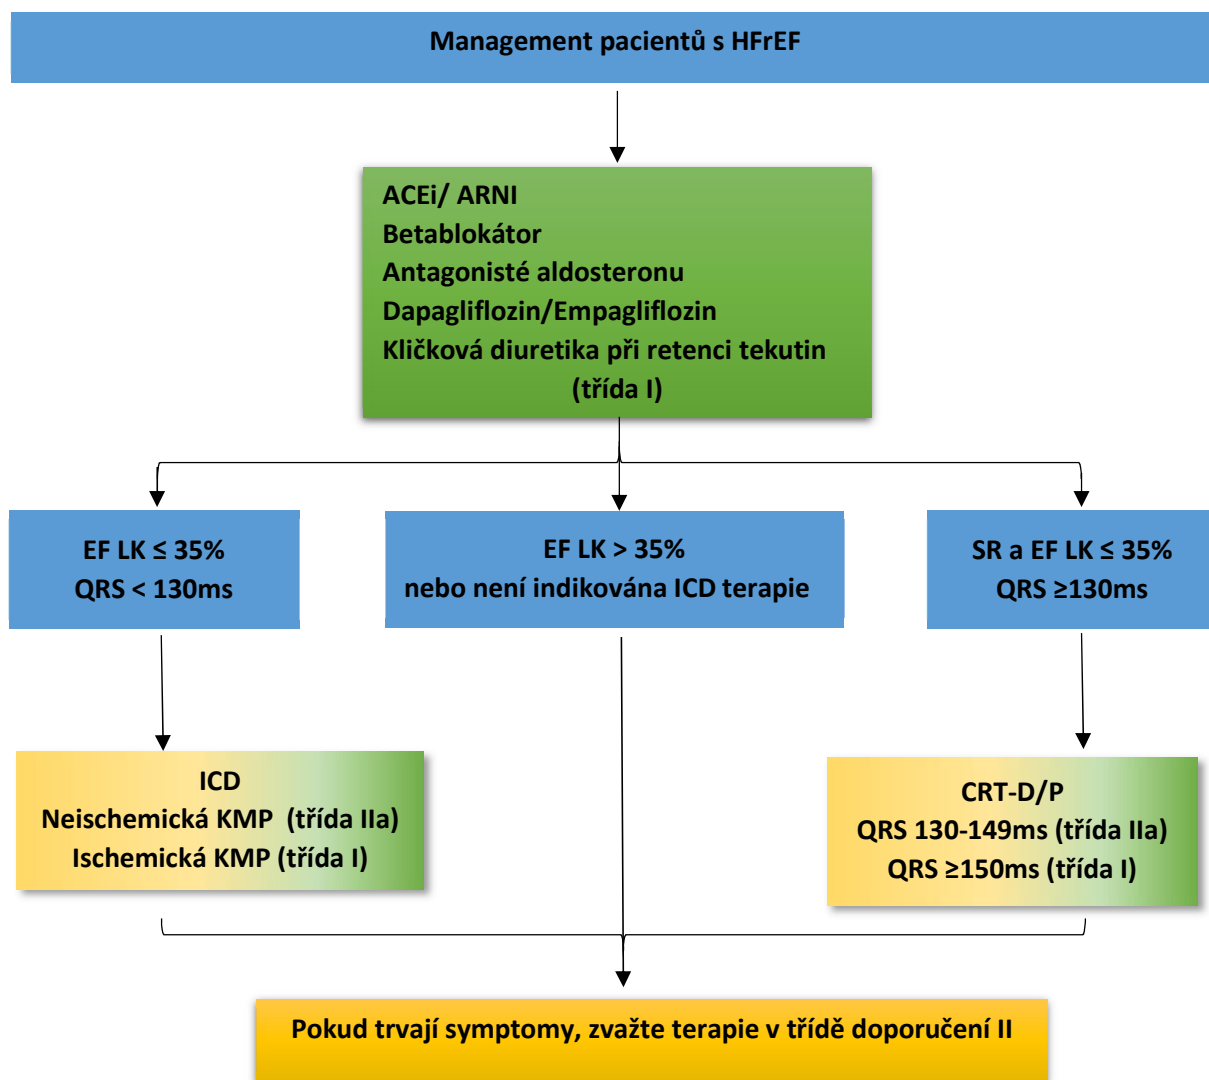 Management pacientů s HFrEF
ACEi/ ARNI
Betablokátor
Antagonisté aldosteronu
Dapagliflozin/Empagliflozin
Kličková diuretika při retenci tekutin
(třída I)
EF LK ≤ 35%
QRS < 130ms
EF LK > 35%
nebo není indikována ICD terapie
SR a EF LK ≤ 35%
QRS ≥130ms
ICD
Neischemická KMP (třída IIa)
Ischemická KMP (třída I)
CRT-D/P
QRS 130-149ms (třída IIa)
QRS ≥150ms (třída I)
Pokud trvají symptomy, zvažte terapie v třídě doporučení II